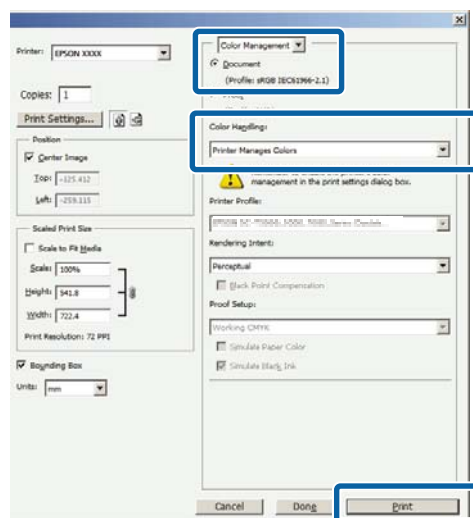 Printer: EPSON XXXX
Copies: 1
Print Settings...
Position
Center Image
Top: -125.412
Left: -259.115
Scaled Print Size
Scale to Fit Media
Scale: 100%
Height: 541.8
Width: 722.4
Print Resolution: 72 PPI
Bounding Box
Units: mm
Color Management
Document
(Profile: sRGB IEC61966-2.1)
Color Handling:
Printer Manages Colors
management in the print settings dialog box.
Printer Profile:
Rendering Intent:
Perceptual
Black Point Compensation
Proof Setup:
Working CMYK
Simulate Paper Color
Simulate Black Ink
Cancel
Done
Print